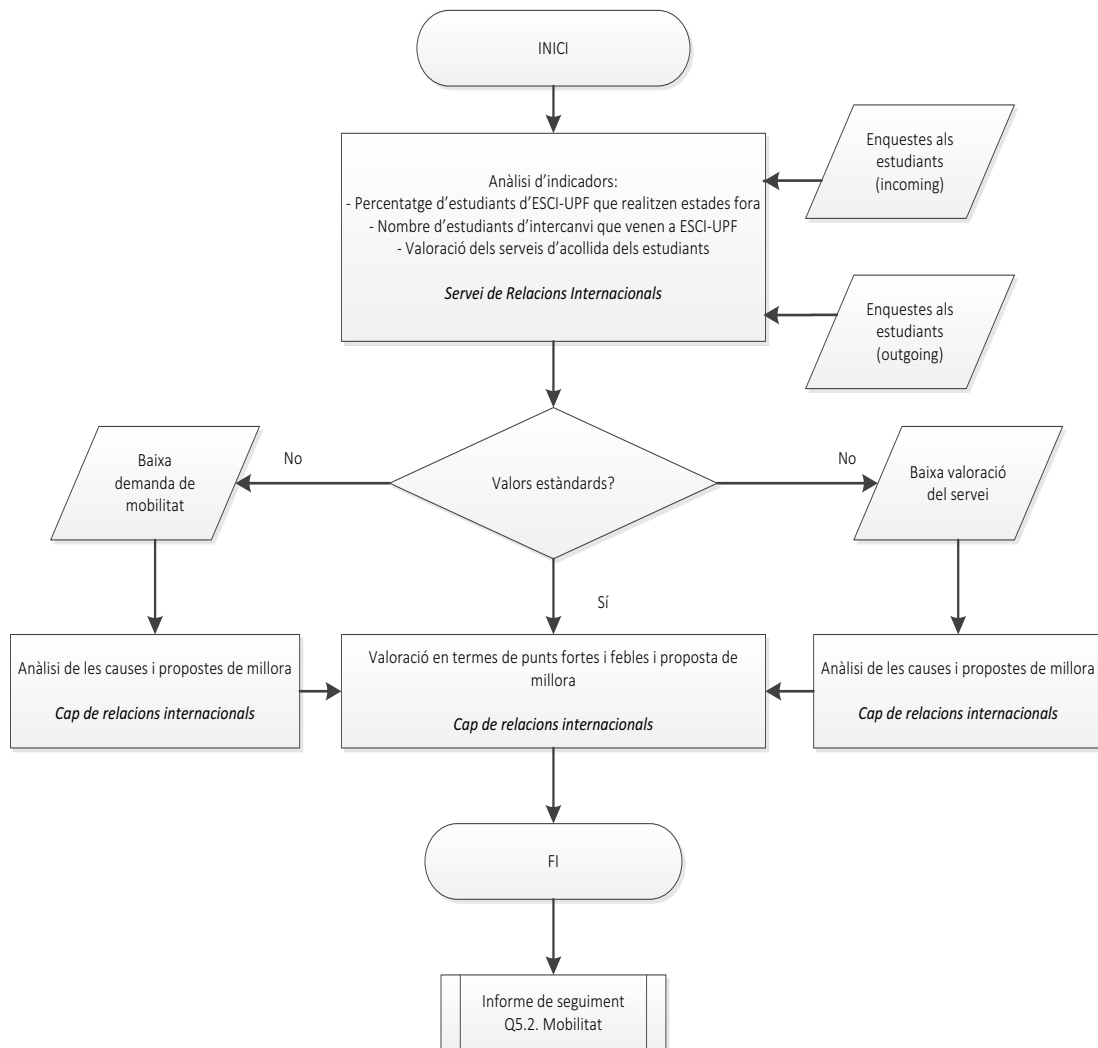 INICI
Enquestes als
estudiants
(incoming)
Anàlisi d’indicadors:
- Percentatge d’estudiants d’ESCI-UPF que realitzen estades fora
- Nombre d’estudiants d’intercanvi que venen a ESCI-UPF
- Valoració dels serveis d’acollida dels estudiants
Servei de Relacions Internacionals
Enquestes als
estudiants
(outgoing)
Baixa
demanda de
mobilitat
No
Valors estàndards?
No
Baixa valoració
del servei
Sí
Anàlisi de les causes i propostes de millora
Cap de relacions internacionals
Valoració en termes de punts fortes i febles i proposta de
millora
Cap de relacions internacionals
Anàlisi de les causes i propostes de millora
Cap de relacions internacionals
FI
Informe de seguiment
Q5.2. Mobilitat